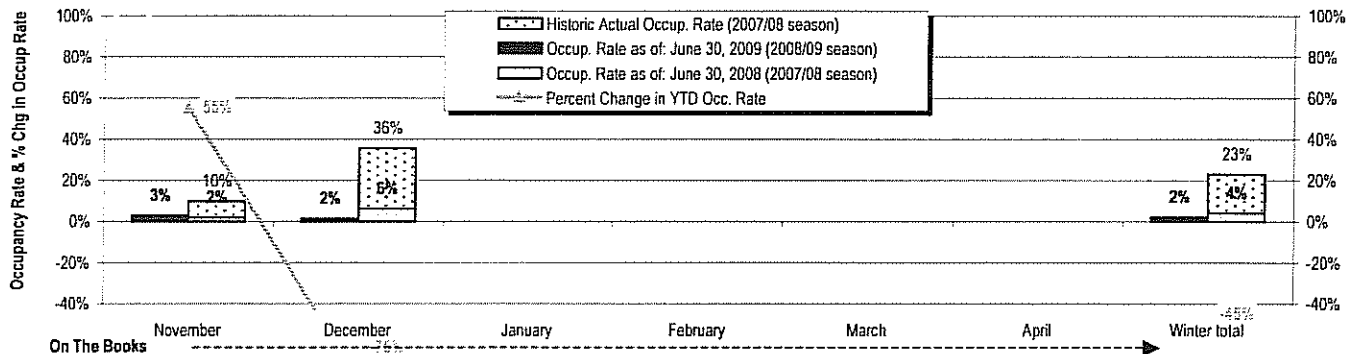 Historic Actual Occup. Rate (2007/08 season)
Occup. Rate as of: June 30, 2009 (2008/09 season)
Occup. Rate as of: June 30, 2008 (2007/08 season)
Percent Change in YTD Occ. Rate
Occupancy Rate & % Chg in Occup Rate
100% 100%
80% 80%
60% 60%
40% 40%
20% 20%
0% 0%
-20% -20%
-40% -40%
55%
3% 10% 2%
36%
2% 6%
23%
2% 4%
-45%
November December January February March April Winter total
On The Books -76%